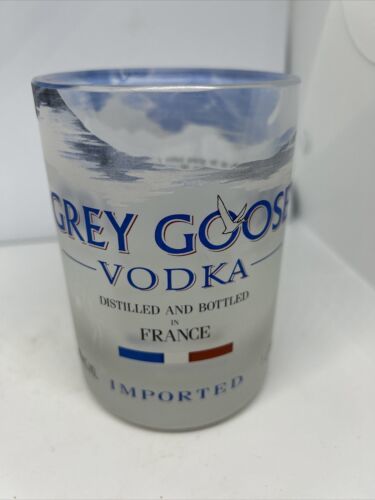 GREY GOOSE
VODKA
DISTILLED AND BOTTLED
IN
FRANCE
IMPORTED